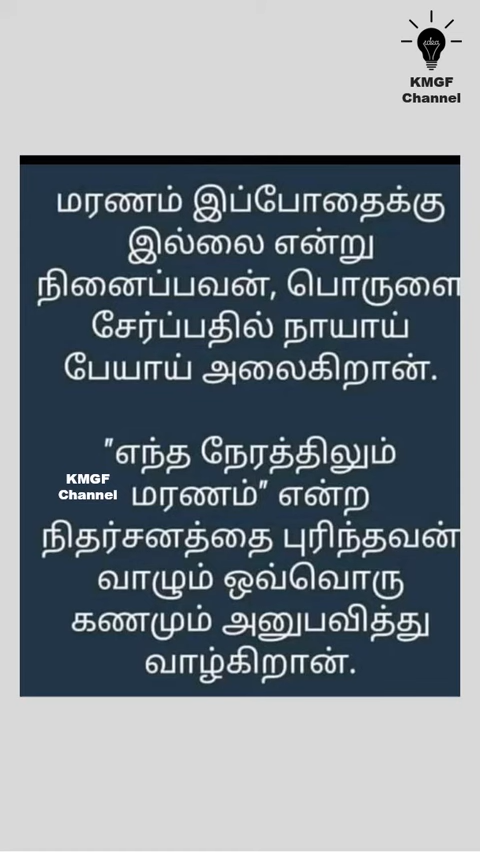 idea
KMGF
Channel
மரணம் இப்போதைக்கு
இல்லை என்று
நினைப்பவன், பொருளை
சேர்ப்பதில் நாயாய்
பேயாய் அலைகிறான்.
"எந்த நேரத்திலும்
KMGF
Channel
மரணம்" என்ற
நிதர்சனத்தை புரிந்தவன்
வாழும் ஒவ்வொரு
கணமும் அனுபவித்து
வாழ்கிறான்.